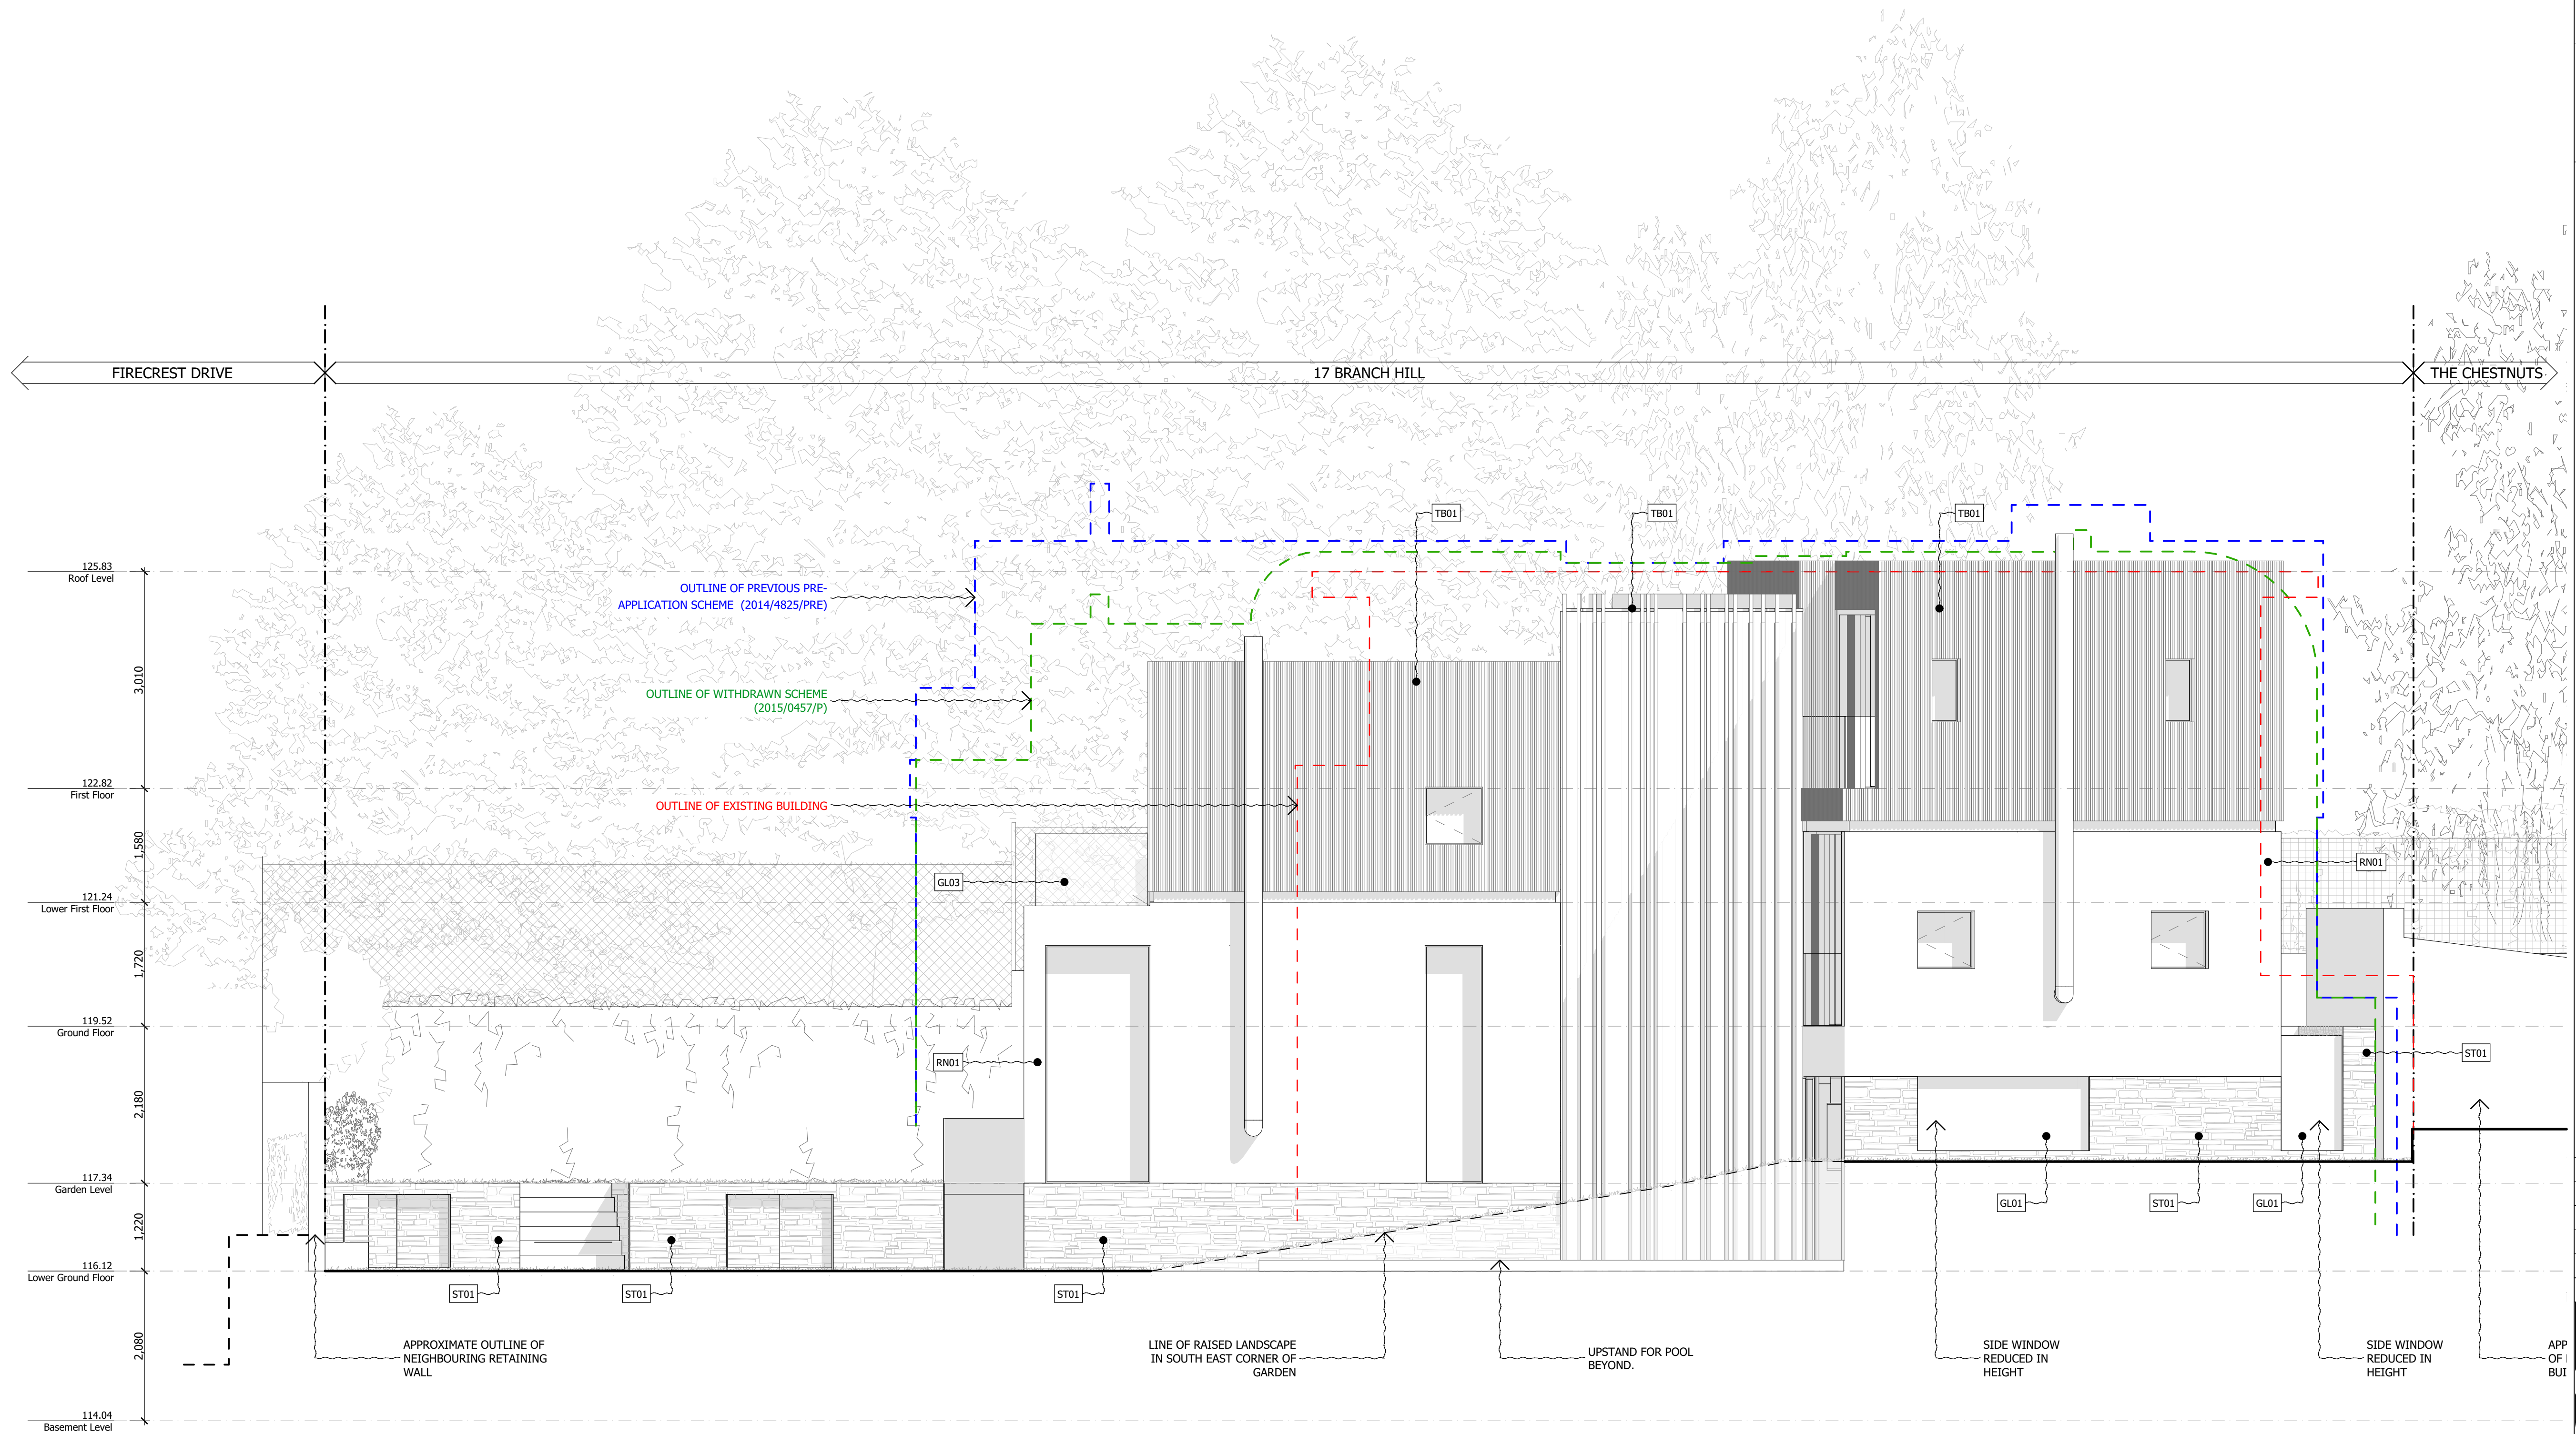 FIRECREST DRIVE
17 BRANCH HILL
THE CHESTNUTS
TB01
TB01
TB01
125.83
Roof Level
OUTLINE OF PREVIOUS PRE-
APPLICATION SCHEME (2014/4825/PRE)
3,010
OUTLINE OF WITHDRAWN SCHEME
(2015/0457/P)
122.82
First Floor
OUTLINE OF EXISTING BUILDING
1,580
RN01
GL03
121.24
Lower First Floor
1,720
119.52
Ground Floor
RN01
ST01
2,180
117.34
Garden Level
GL01
ST01
GL01
1,220
116.12
Lower Ground Floor
ST01
ST01
ST01
2,080
APPROXIMATE OUTLINE OF
NEIGHBOURING RETAINING
WALL
LINE OF RAISED LANDSCAPE
IN SOUTH EAST CORNER OF
GARDEN
UPSTAND FOR POOL
BEYOND.
SIDE WINDOW
REDUCED IN
HEIGHT
SIDE WINDOW
REDUCED IN
HEIGHT
APP
OF
BUI
114.04
Basement Level